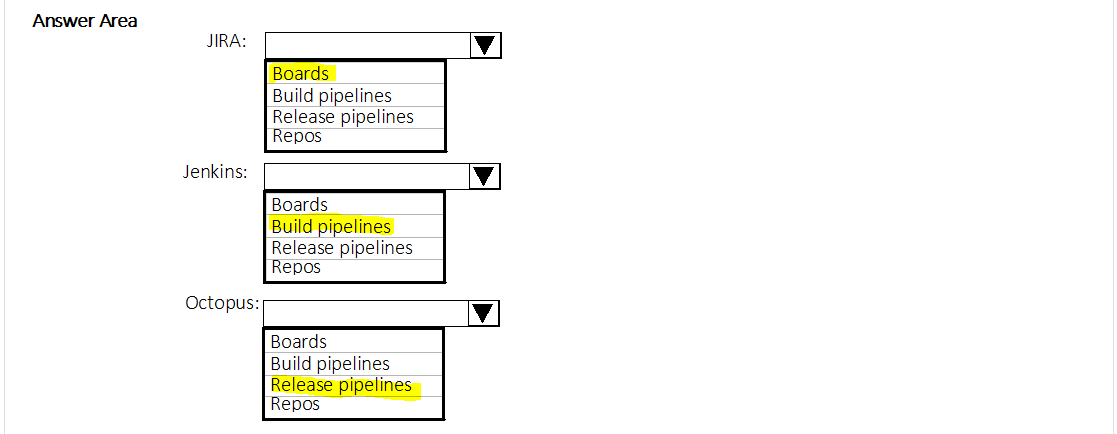 Answer Area
JIRA:
Boards
Build pipelines
Release pipelines
Repos
Jenkins:
Boards
Build pipelines
Release pipelines
Repos
Octopus:
Boards
Build pipelines
Release pipelines
Repos